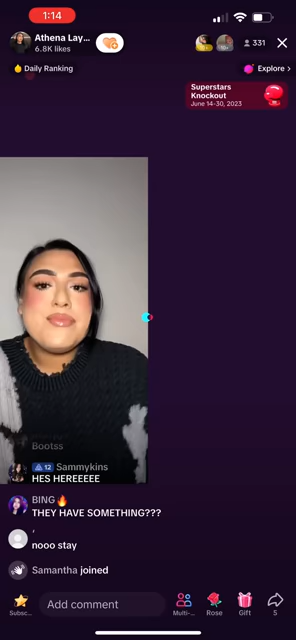 1:14
Athena Lay...
6.8K likes
331
Daily Ranking
Explore >
Superstars
Knockout
June 14-30, 2023
Bootss
12 Sammykins
HES HEREEEEE
BING🔥
THEY HAVE SOMETHING???
,
nooo stay
Samantha joined
Subsc...
Add comment
Multi-...
Rose
Gift
5